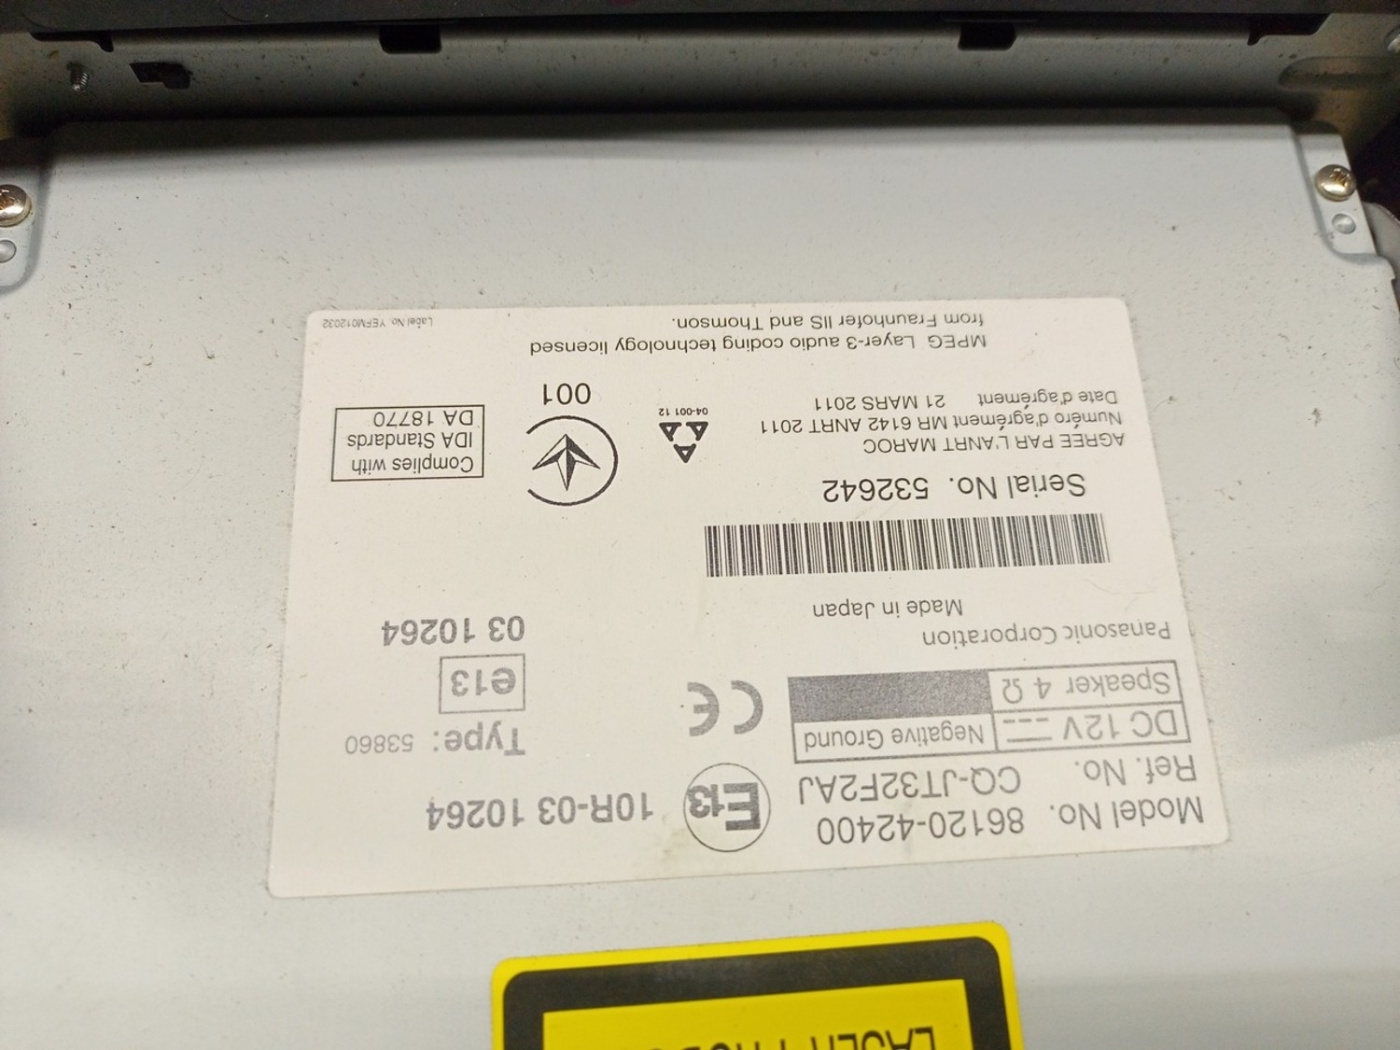 Model No. 86120-42400
Ref. No. CQ-JT32F2AJ
E13 10R-03 10264
DC 12V Negative Ground
Speaker 4 Ω
CE
Type: 53860
e13
03 10264
Panasonic Corporation
Made in Japan
Serial No. 532642
AGREE PAR L'ANRT MAROC
Numéro d'agrément MR 6142 ANRT 2011
Date d'agrément 21 MARS 2011
04-001 12
001
Complies with
IDA Standards
DA 18770
MPEG Layer-3 audio coding technology licensed
from Fraunhofer IIS and Thomson.
Label No. YEFM012032
LASER